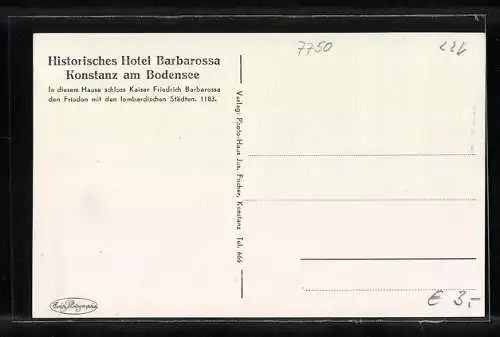 Historisches Hotel Barbarossa
Konstanz am Bodensee
In diesem Hause schloss Kaiser Friedrich Barbarossa
den Frieden mit den lombardischen Städten. 1183.
Verlag: Photo-Haus Jos. Fischer, Konstanz Tel. 666
7750
€ 3,-